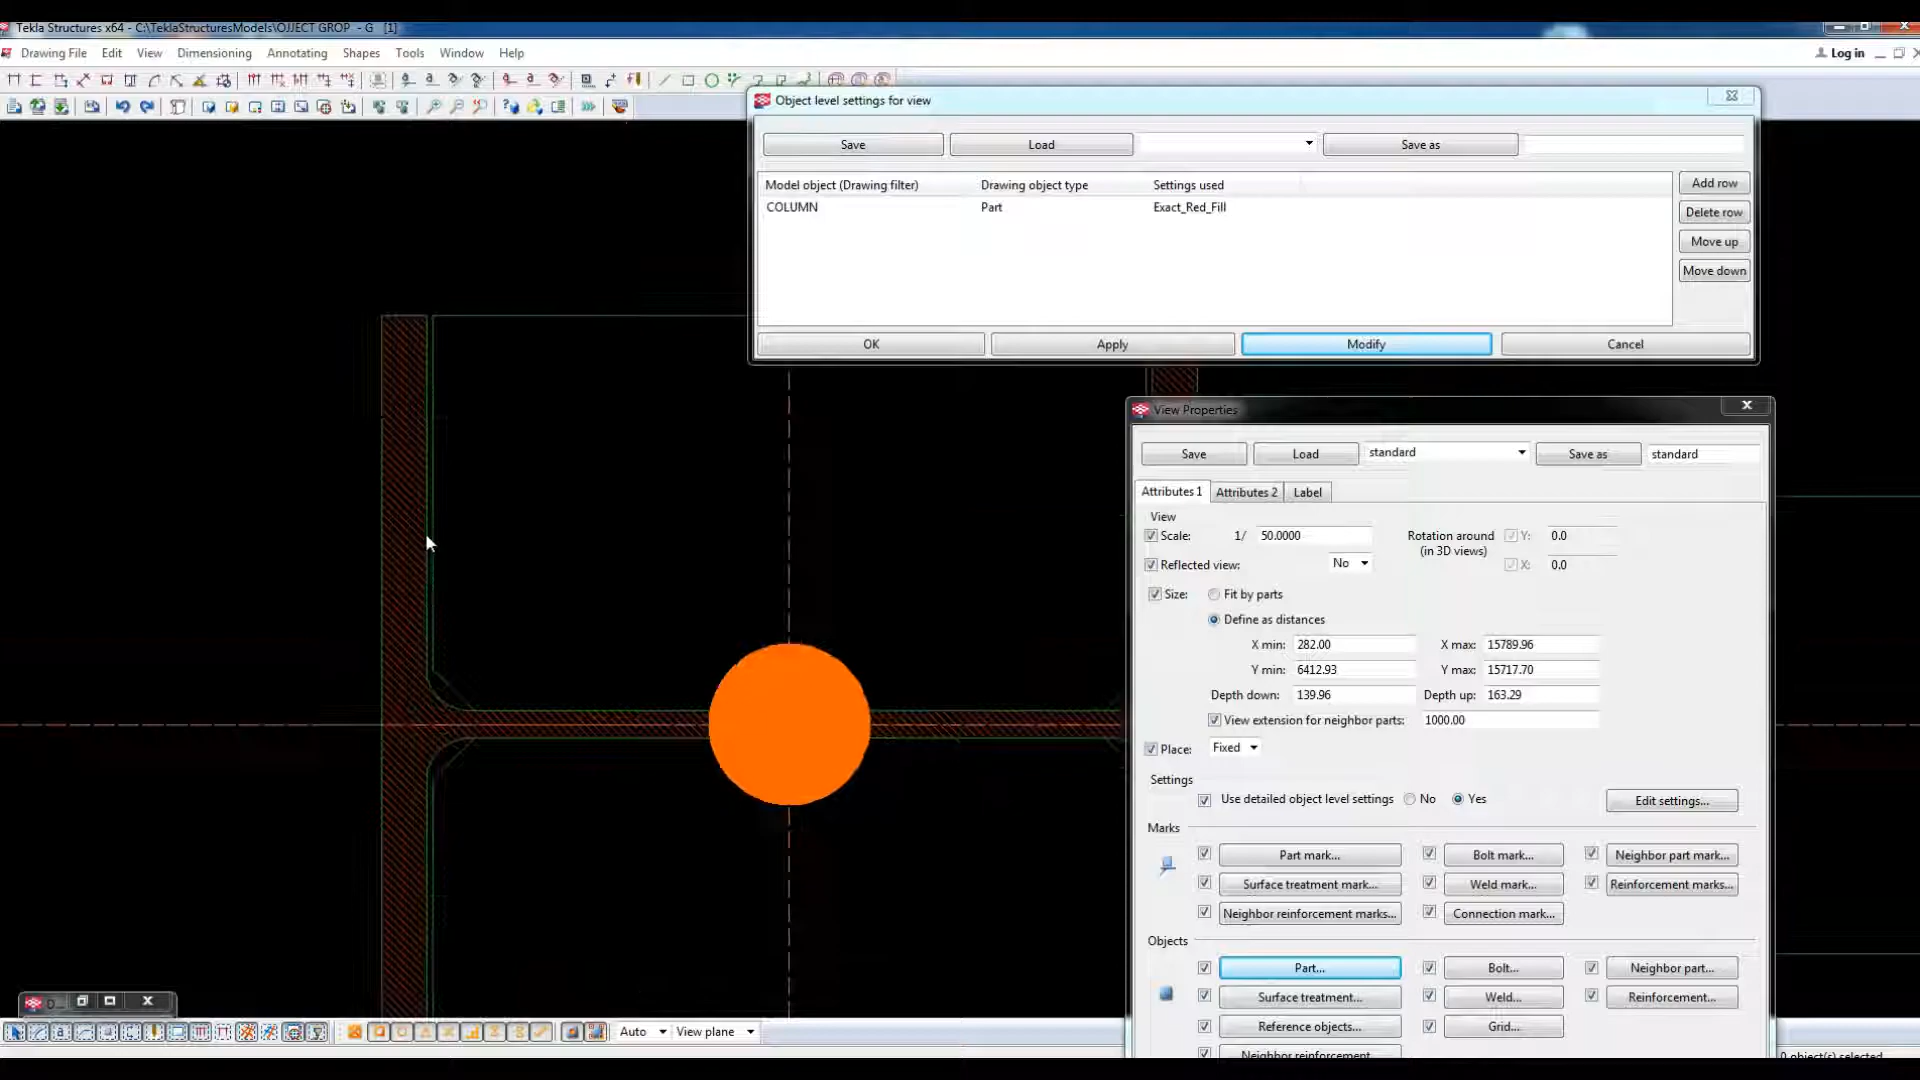 Tekla Structures x64 - C:\TeklaStructuresModels\OJJECT GROP - G [1]
Drawing File Edit View Dimensioning Annotating Shapes Tools Window Help
Log in
Object level settings for view
Save Load Save as
Model object (Drawing filter) Drawing object type Settings used
COLUMN Part Exact_Red_Fill
Add row
Delete row
Move up
Move down
OK Apply Modify Cancel
View Properties
Save Load standard Save as standard
Attributes 1 Attributes 2 Label
View
Scale: 1/ 50.0000 Rotation around Y: 0.0
(in 3D views)
Reflected view: No X: 0.0
Size: Fit by parts
Define as distances
X min: 282.00 X max: 15789.96
Y min: 6412.93 Y max: 15717.70
Depth down: 139.96 Depth up: 163.29
View extension for neighbor parts: 1000.00
Place: Fixed
Settings
Use detailed object level settings No Yes Edit settings...
Marks
Part mark... Bolt mark... Neighbor part mark...
Surface treatment mark... Weld mark... Reinforcement marks...
Neighbor reinforcement marks... Connection mark...
Objects
Part... Bolt... Neighbor part...
Surface treatment... Weld... Reinforcement...
Reference objects... Grid...
Neighbor reinforcement
D...
Auto View plane
0 object(s) selected